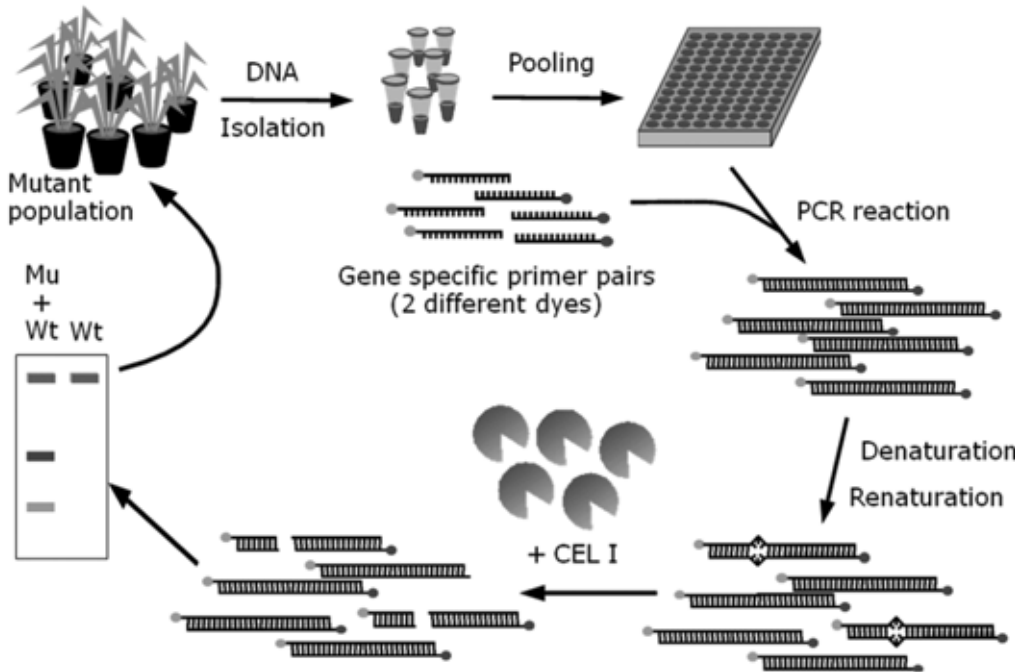 DNA
Isolation
Pooling
Mutant
population
PCR reaction
Gene specific primer pairs
(2 different dyes)
Mu
+
Wt Wt
Denaturation
Renaturation
+ CEL I